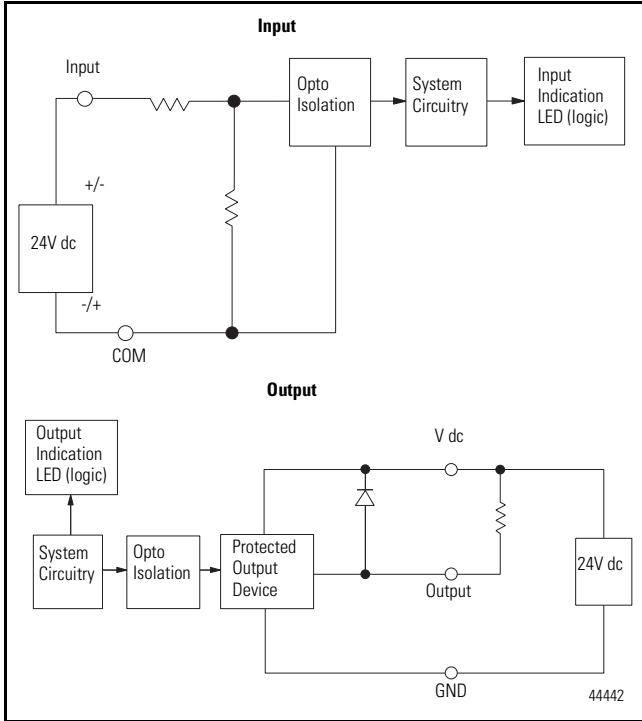 Input
Input
Opto
Isolation
System
Circuitry
Input
Indication
LED (logic)
+/-
24V dc
-/+
COM
Output
Output
Indication
LED (logic)
V dc
System
Circuitry
Opto
Isolation
Protected
Output
Device
Output
24V dc
GND
44442